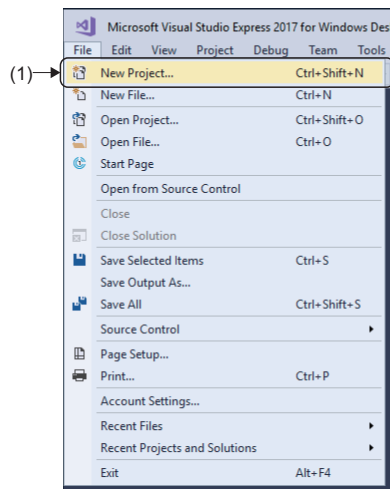 Microsoft Visual Studio Express 2017 for Windows Des
File Edit View Project Debug Team Tools
(1) New Project... Ctrl+Shift+N
New File... Ctrl+N
Open Project... Ctrl+Shift+O
Open File... Ctrl+O
Start Page
Open from Source Control
Close
Close Solution
Save Selected Items Ctrl+S
Save Output As...
Save All Ctrl+Shift+S
Source Control
Page Setup...
Print... Ctrl+P
Account Settings...
Recent Files
Recent Projects and Solutions
Exit Alt+F4